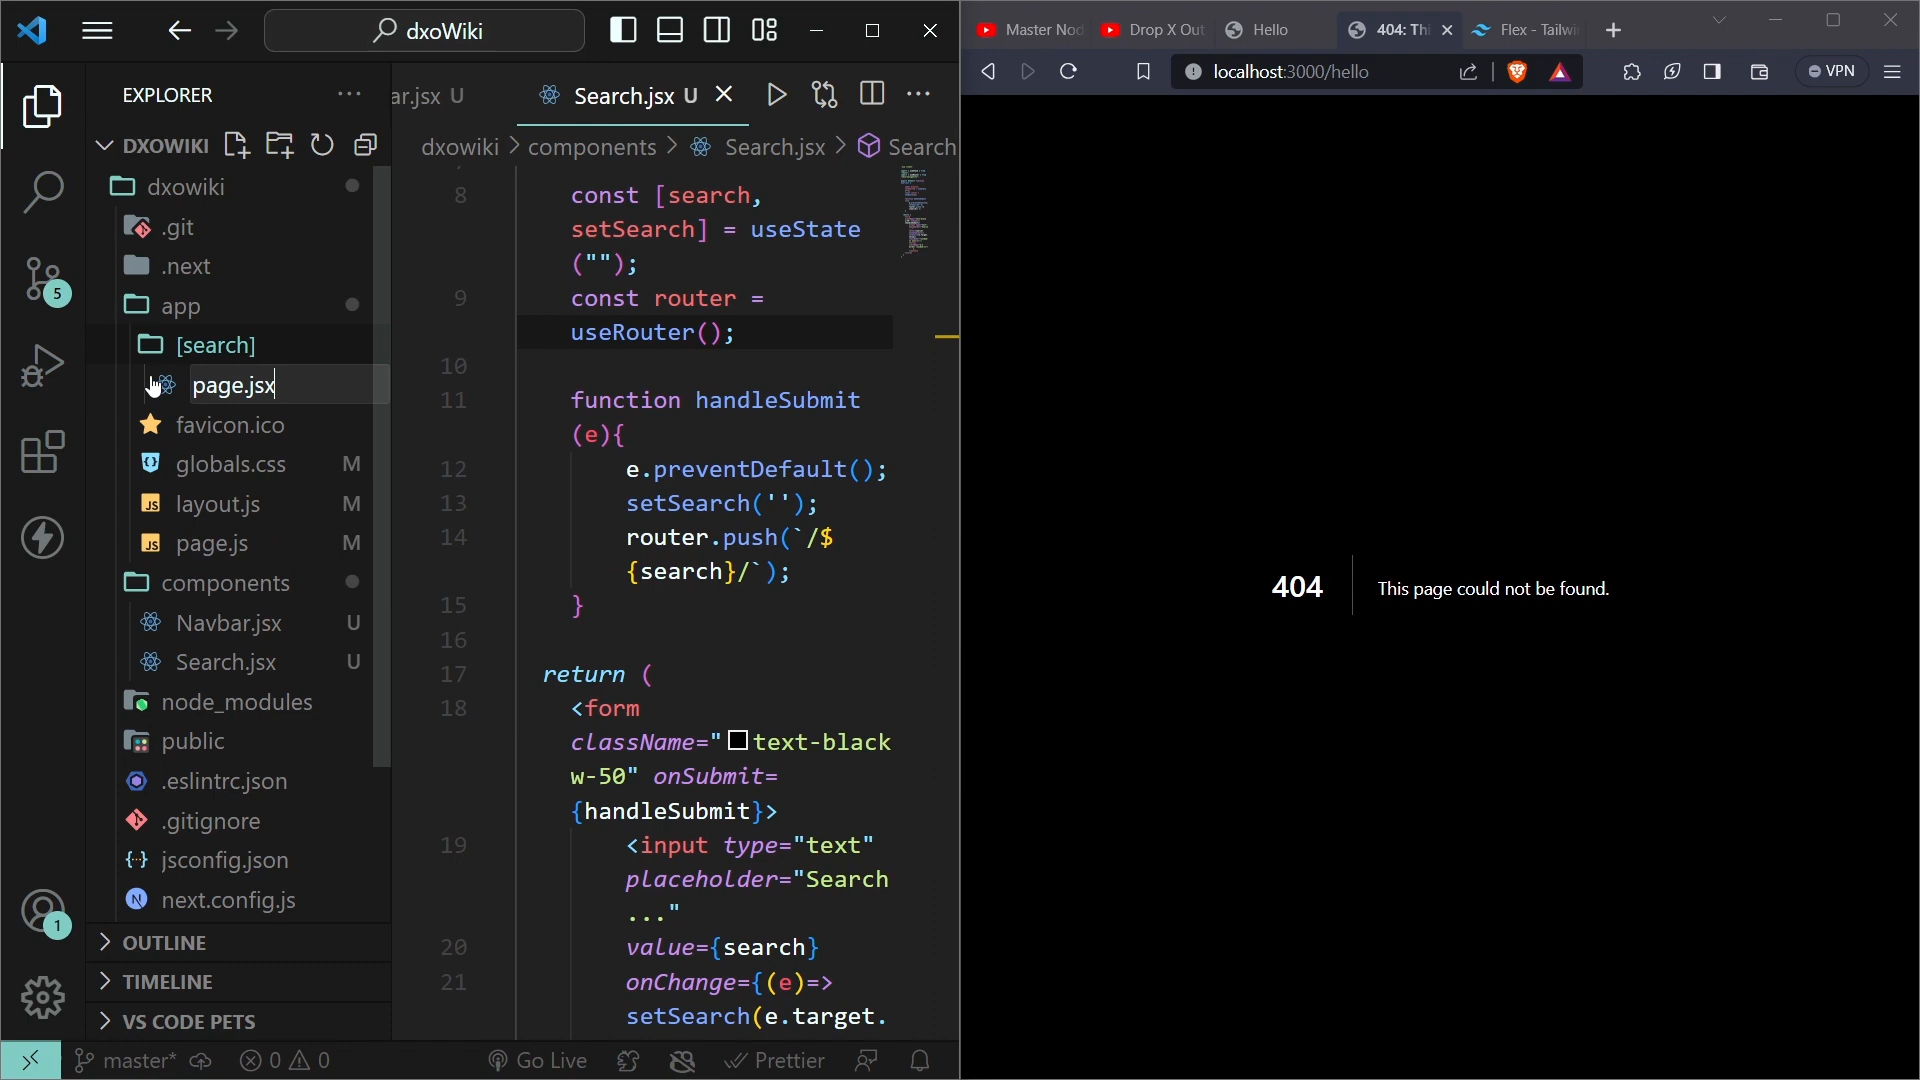 dxoWiki
EXPLORER
DXOWIKI
dxowiki
.git
.next
app
[search]
page.jsx
favicon.ico
globals.css M
layout.js M
page.js M
components
Navbar.jsx U
Search.jsx U
node_modules
public
.eslintrc.json
.gitignore
jsconfig.json
next.config.js
OUTLINE
TIMELINE
VS CODE PETS
5
1
master*
0 0
Go Live
Prettier
ar.jsx U
Search.jsx U
dxowiki > components > Search.jsx > Search
8 const [search,
setSearch] = useState
("");
9 const router =
useRouter();
10
11 function handleSubmit
(e){
12 e.preventDefault();
13 setSearch('');
14 router.push(`/$
{search}/`);
15 }
16
17 return (
18 <form
className="text-black
w-50" onSubmit=
{handleSubmit}>
19 <input type="text"
placeholder="Search
..."
20 value={search}
21 onChange={(e)=>
setSearch(e.target.
Master Nod
Drop X Out
Hello
404: Thi
Flex - Tailwi
localhost:3000/hello
VPN
404
This page could not be found.